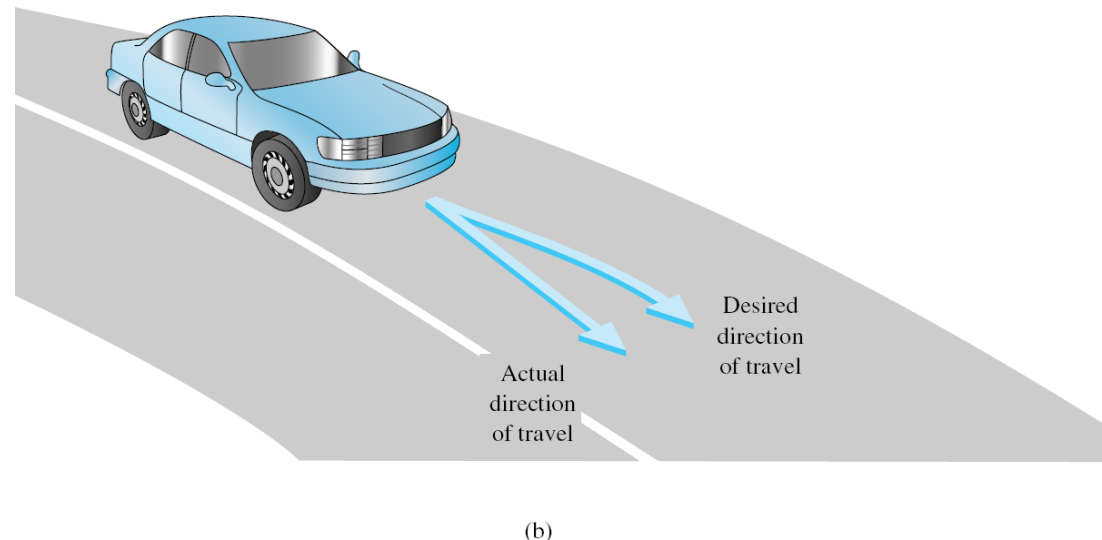 Desired
direction
of travel
Actual
direction
of travel
(b)